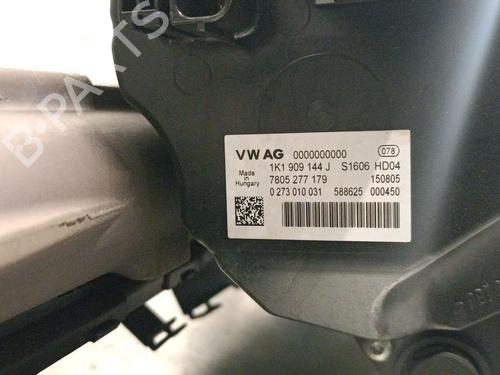 B-PARTS
VW AG 0000000000 078
1K1 909 144 J S1606 HD04
Made in Hungary
7805 277 179 150805
0 273 010 031 588625 000450